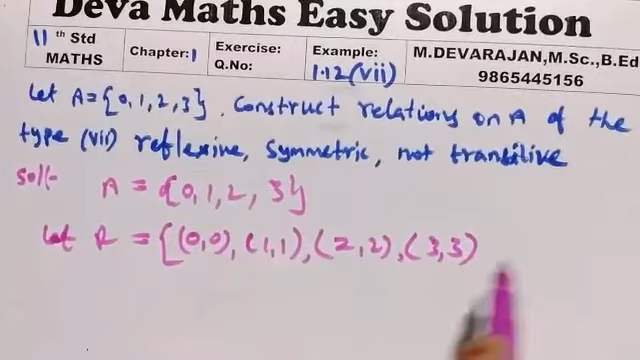 Deva Maths Easy Solution
11th Std MATHS
Chapter:1
Exercise: Q.No:
Example: 1.12(vii)
M.DEVARAJAN,M.Sc.,B.Ed
9865445156
Let A={0,1,2,3}. Construct relations on A of the
type (vii) reflexive, symmetric, not transitive
Sol:- A = {0,1,2,3}
Let R = {(0,0),(1,1),(2,2),(3,3)